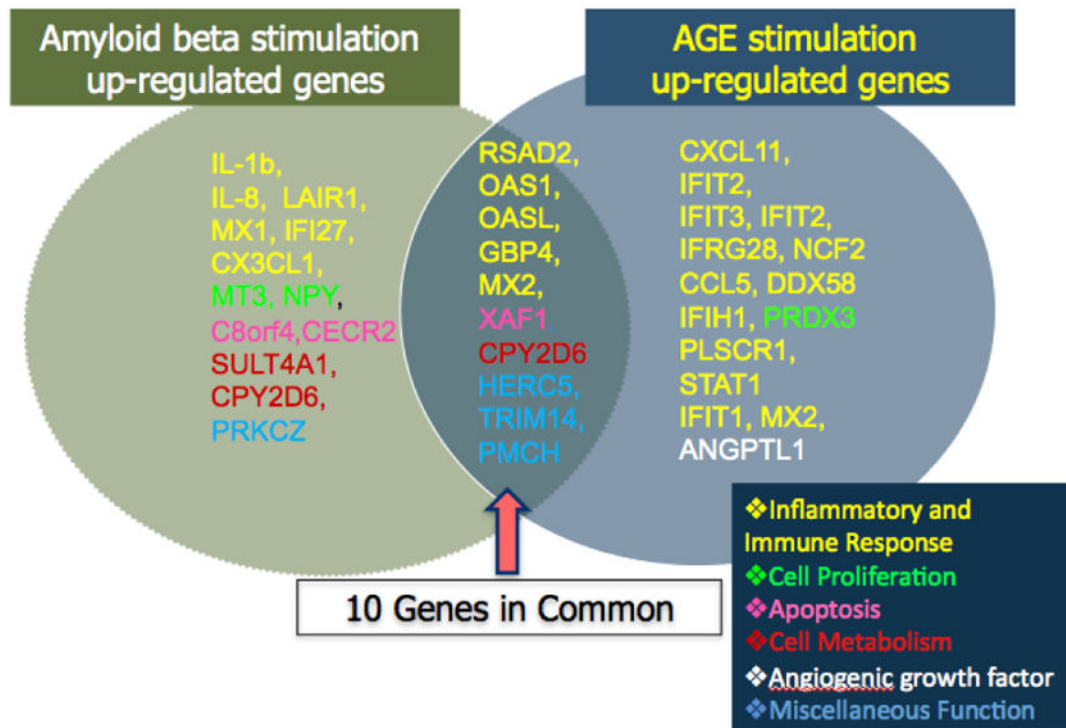 Amyloid beta stimulation
up-regulated genes
AGE stimulation
up-regulated genes
IL-1b,
IL-8, LAIR1,
MX1, IFI27,
CX3CL1,
MT3, NPY,
C8orf4,CECR2
SULT4A1,
CPY2D6,
PRKCZ
RSAD2,
OAS1,
OASL,
GBP4,
MX2,
XAF1
CPY2D6
HERC5,
TRIM14,
PMCH
CXCL11,
IFIT2,
IFIT3, IFIT2,
IFRG28, NCF2
CCL5, DDX58
IFIH1, PRDX3
PLSCR1,
STAT1
IFIT1, MX2,
ANGPTL1
10 Genes in Common
❖Inflammatory and
Immune Response
❖Cell Proliferation
❖Apoptosis
❖Cell Metabolism
❖Angiogenic growth factor
❖Miscellaneous Function